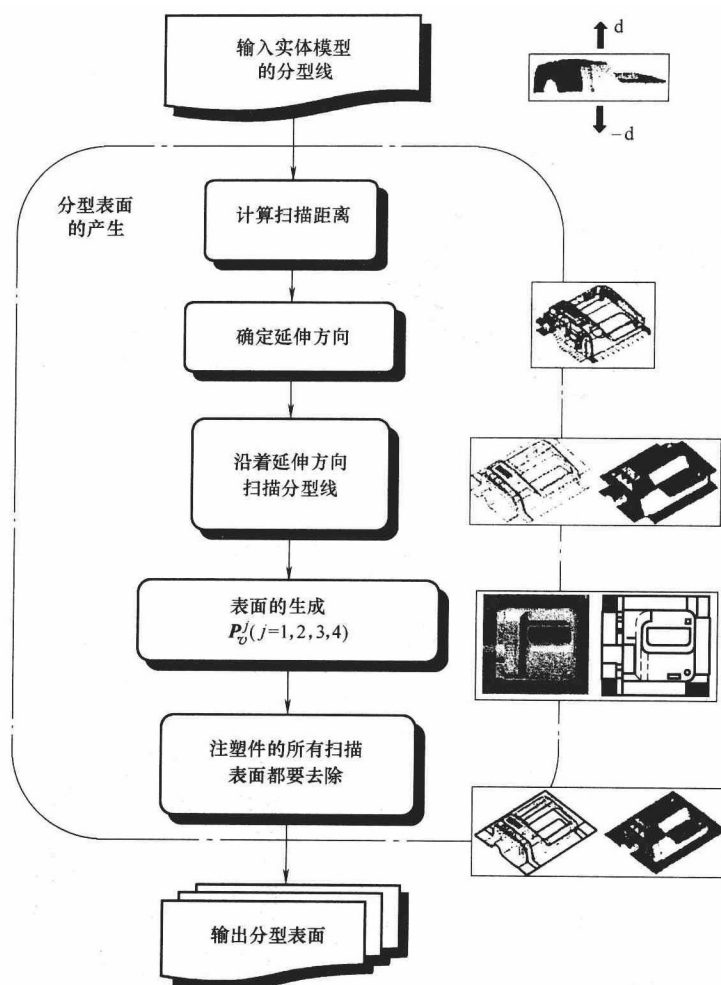 输入实体模型
的分型线
d
−d
分型表面
的产生
计算扫描距离
确定延伸方向
沿着延伸方向
扫描分型线
表面的生成
P_v^j(j=1,2,3,4)
注塑件的所有扫描
表面都要去除
输出分型表面